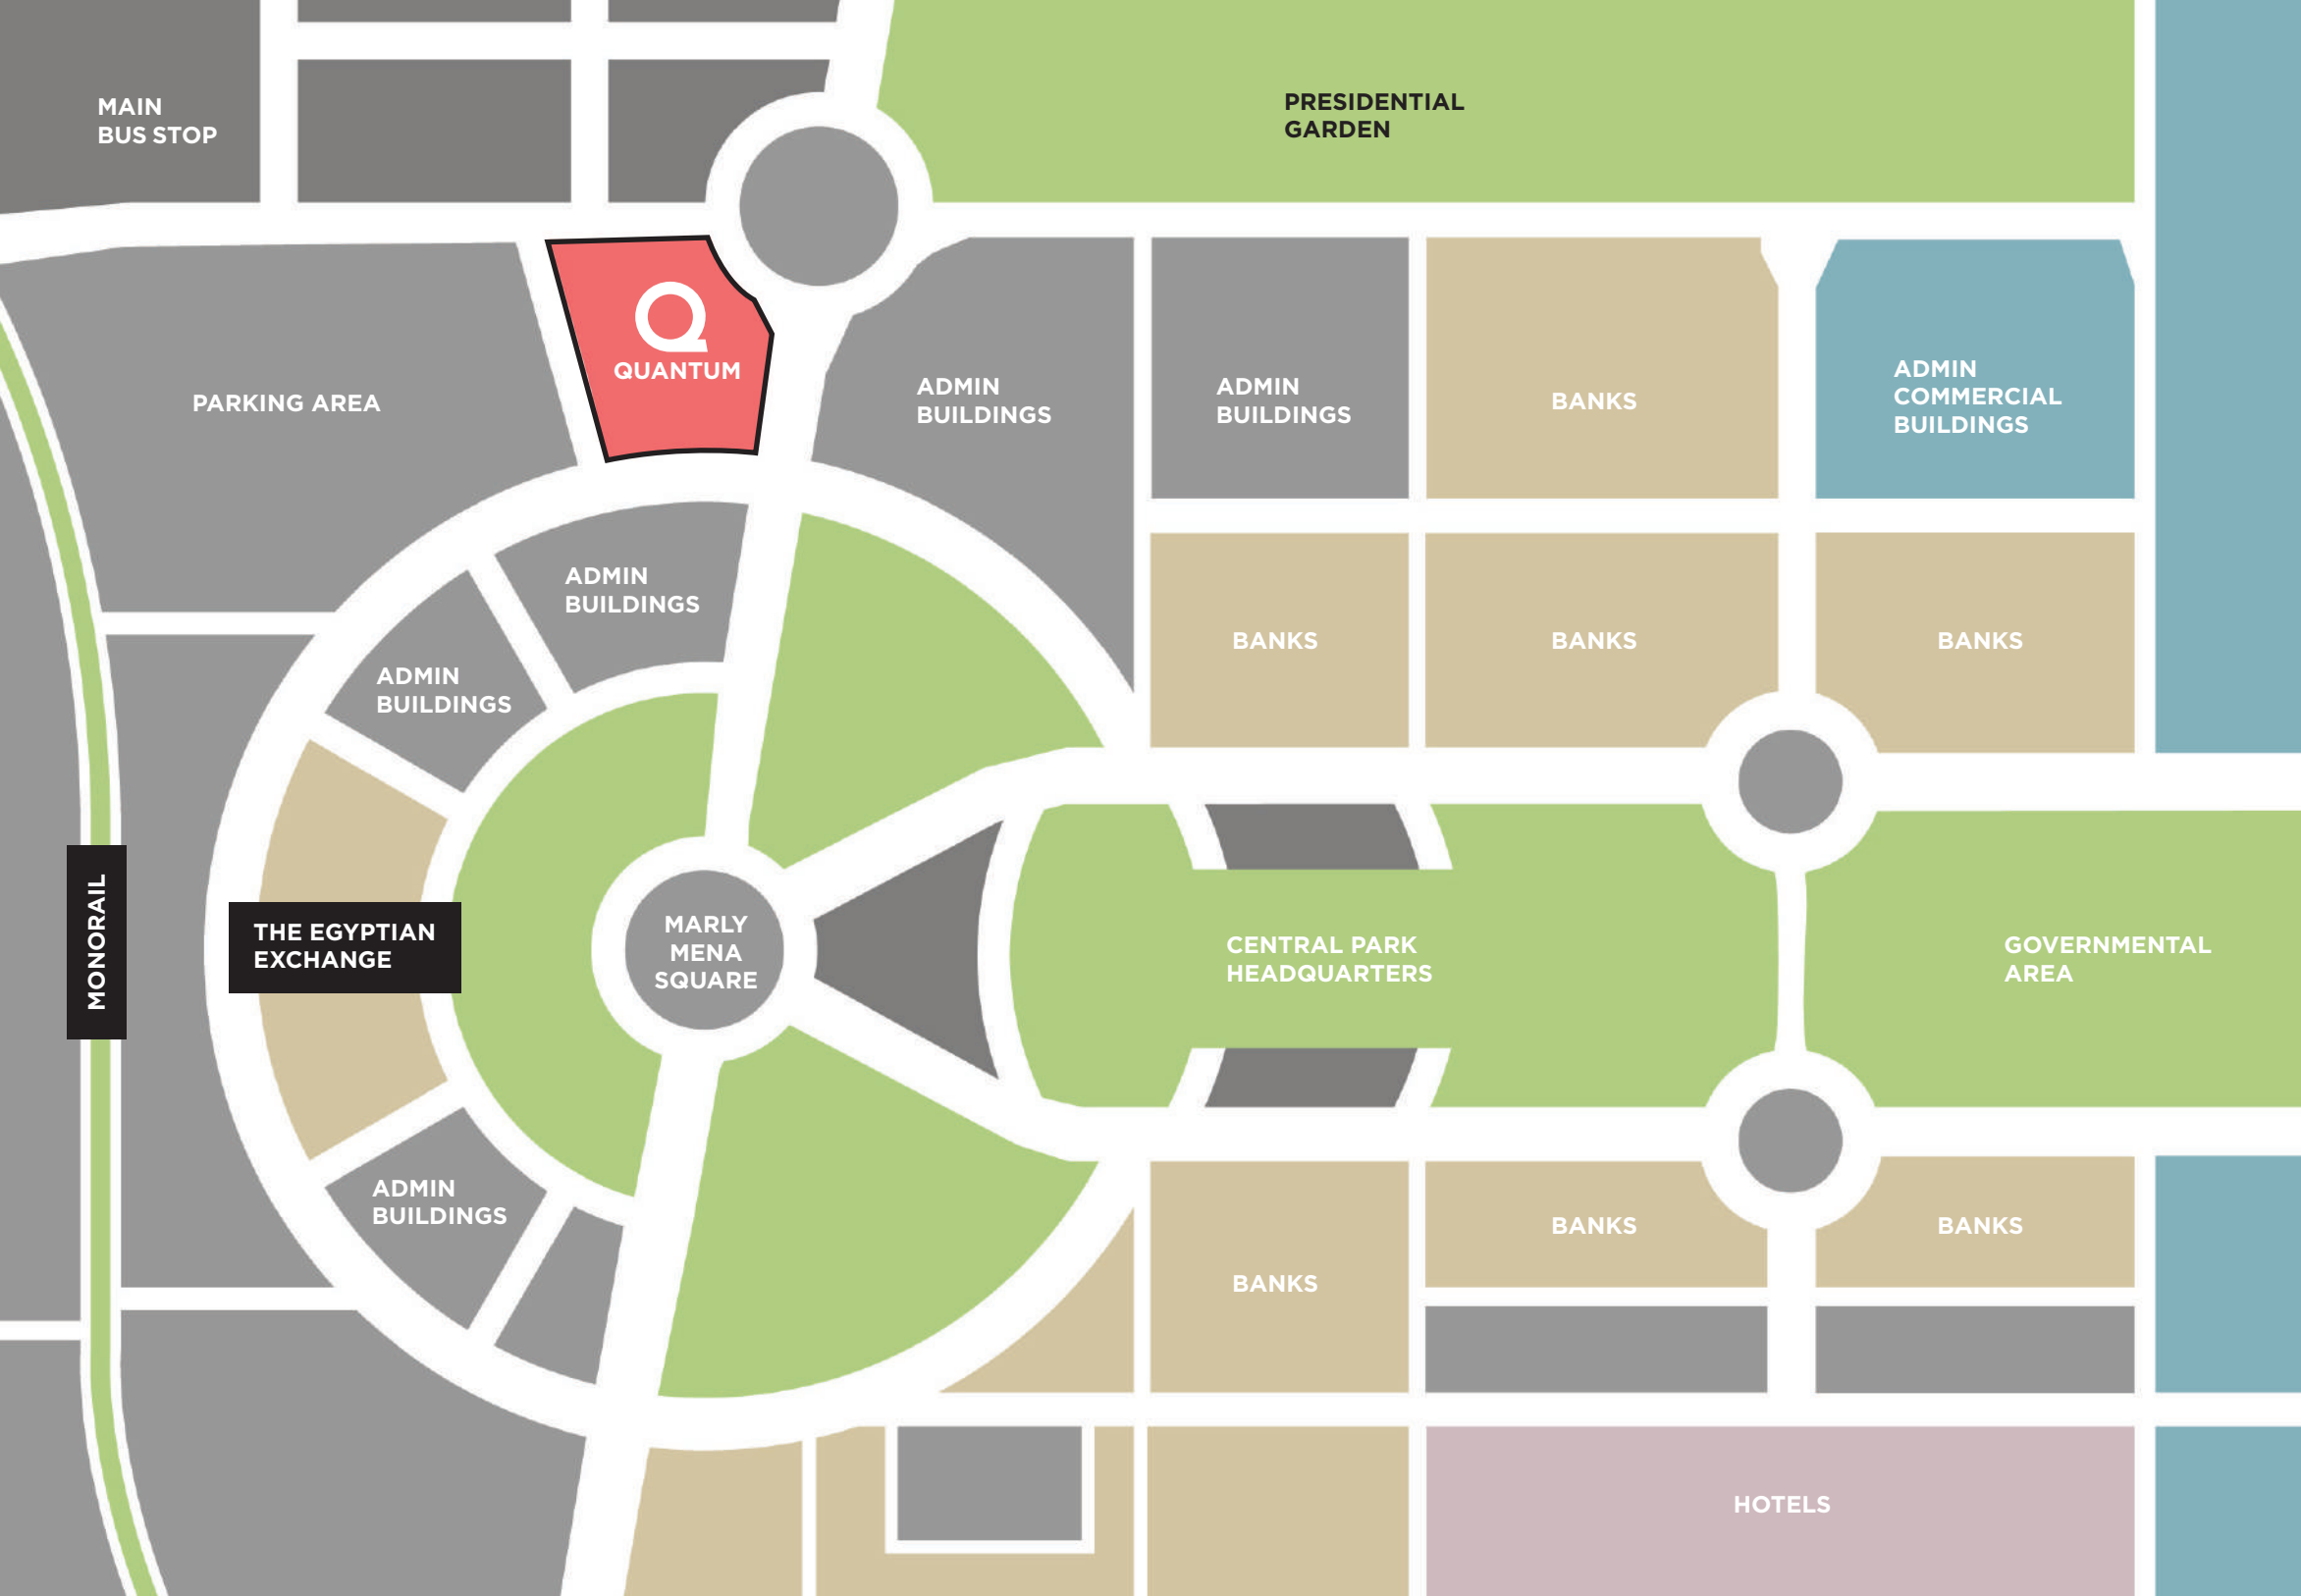 MAIN
BUS STOP
PRESIDENTIAL
GARDEN
QUANTUM
PARKING AREA
ADMIN
BUILDINGS
ADMIN
BUILDINGS
BANKS
ADMIN
COMMERCIAL
BUILDINGS
ADMIN
BUILDINGS
ADMIN
BUILDINGS
BANKS
BANKS
BANKS
MONORAIL
THE EGYPTIAN
EXCHANGE
MARLY
MENA
SQUARE
CENTRAL PARK
HEADQUARTERS
GOVERNMENTAL
AREA
ADMIN
BUILDINGS
BANKS
BANKS
BANKS
HOTELS